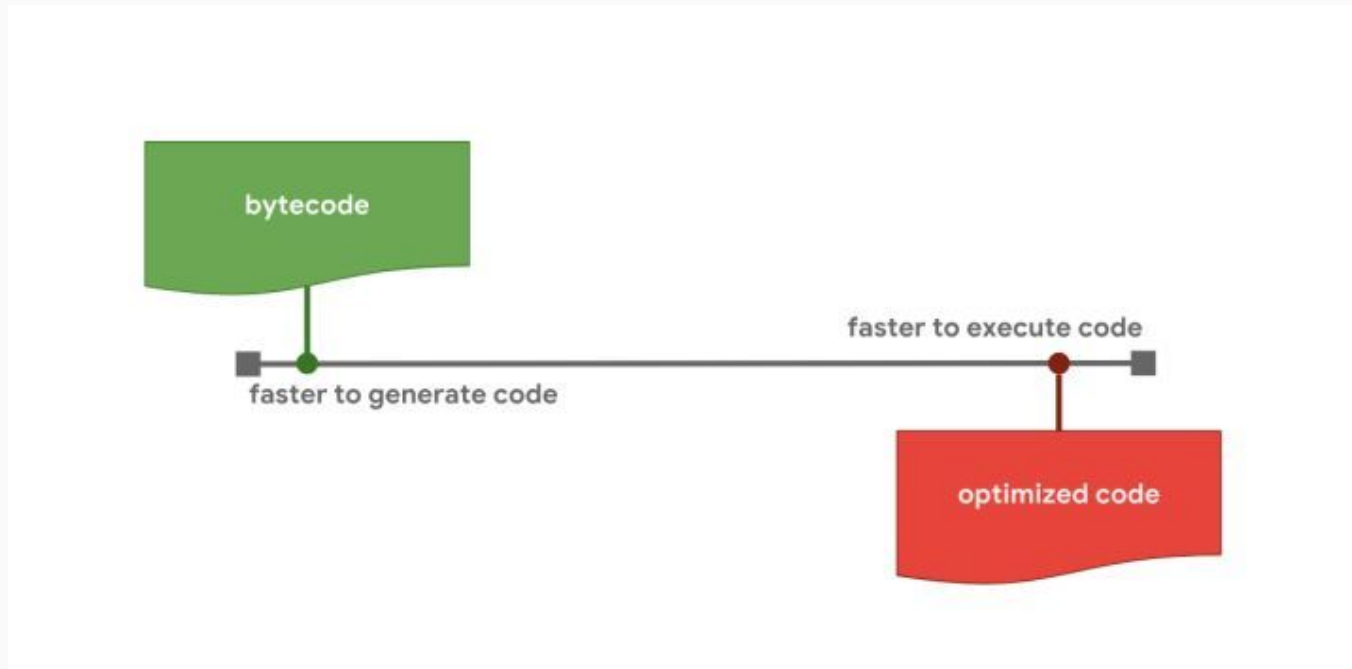 bytecode
faster to execute code
faster to generate code
optimized code